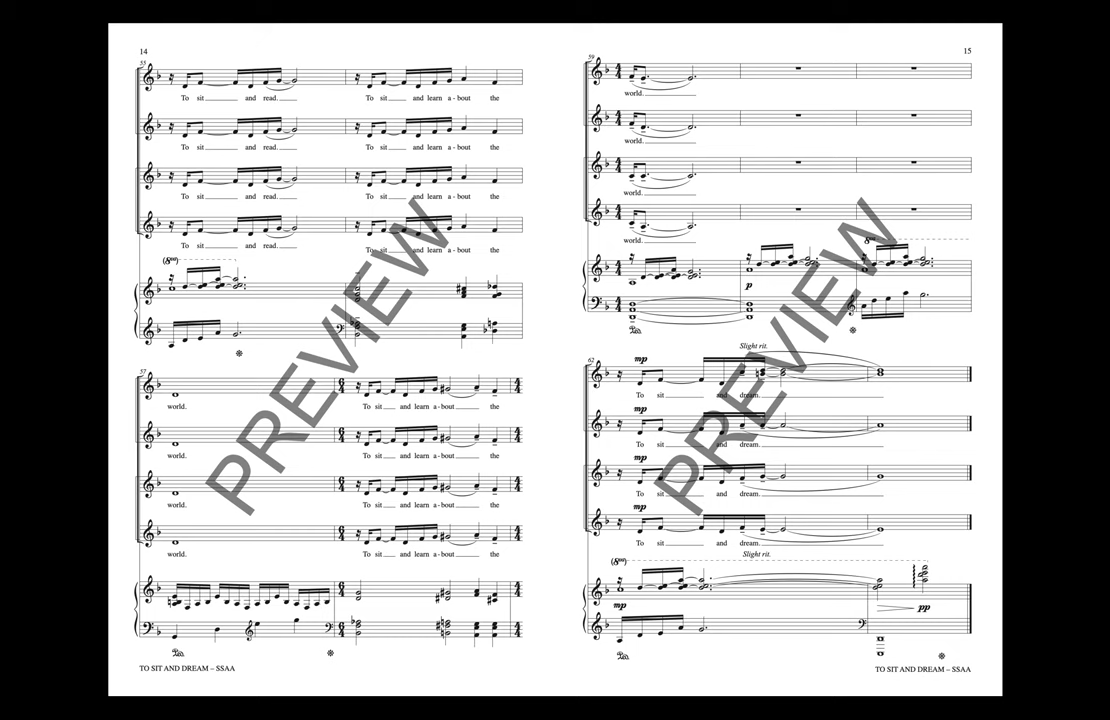 14
55
To sit and read. To sit and learn a - bout the
To sit and read. To sit and learn a - bout the
To sit and read. To sit and learn a - bout the
To sit and read. To sit and learn a - bout the
(8va)
57
world. To sit and learn a - bout the
world. To sit and learn a - bout the
world. To sit and learn a - bout the
world. To sit and learn a - bout the
TO SIT AND DREAM – SSAA
PREVIEW
15
59
world.
world.
world.
world.
8va
p
62
Slight rit.
mp
To sit and dream.
mp
To sit and dream.
mp
To sit and dream.
mp
To sit and dream.
Slight rit.
(8va)
mp
pp
TO SIT AND DREAM – SSAA
PREVIEW